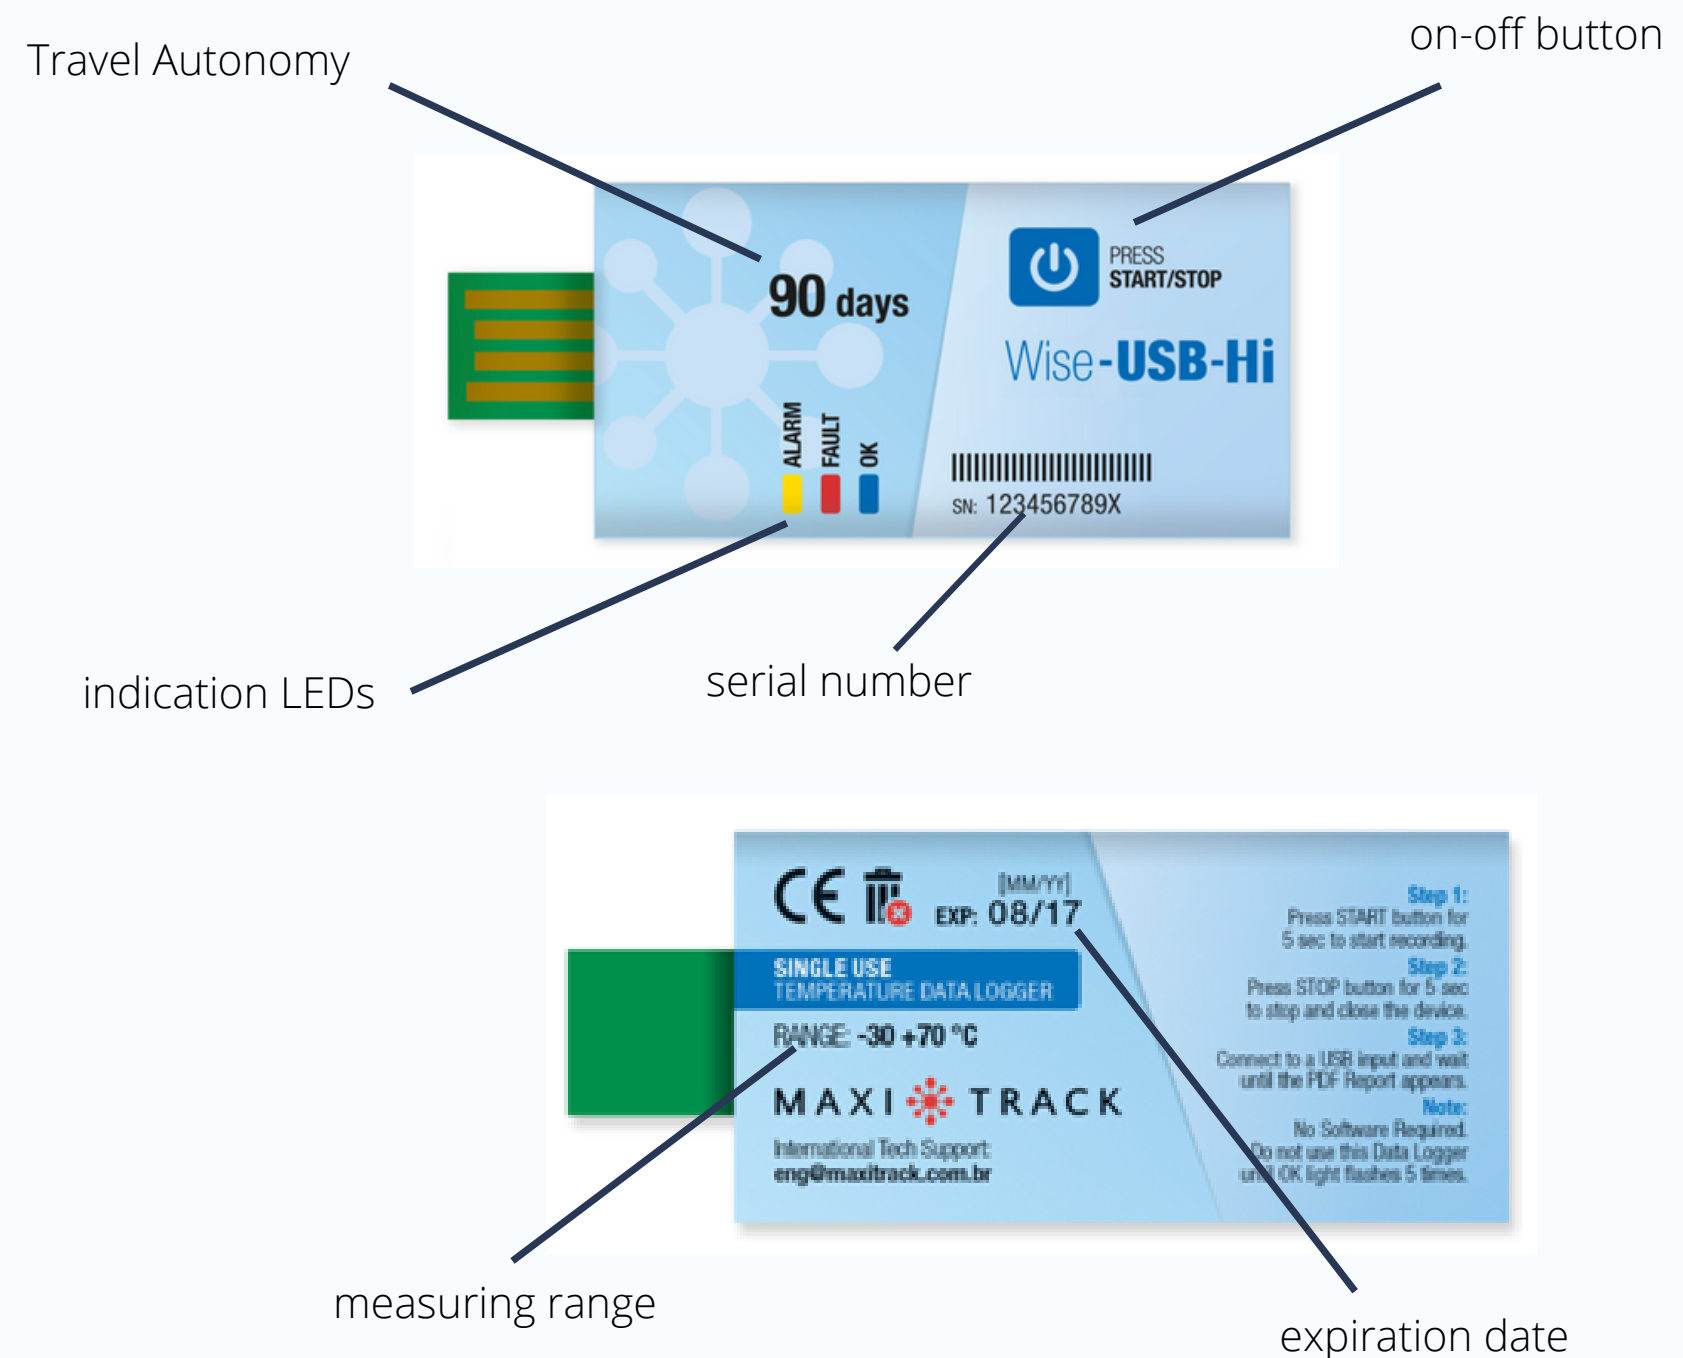 Travel Autonomy
on-off button
90 days
PRESS
START/STOP
Wise-USB-Hi
ALARM
FAULT
OK
SN: 123456789X
indication LEDs
serial number
CE
[MM/YY]
EXP: 08/17
SINGLE USE
TEMPERATURE DATA LOGGER
RANGE: -30 +70 °C
MAXI TRACK
International Tech Support:
eng@maxitrack.com.br
Step 1:
Press START button for
5 sec to start recording.
Step 2:
Press STOP button for 5 sec
to stop and close the device.
Step 3:
Connect to a USB input and wait
until the PDF Report appears.
Note:
No Software Required.
Do not use this Data Logger
until OK light flashes 5 times.
measuring range
expiration date